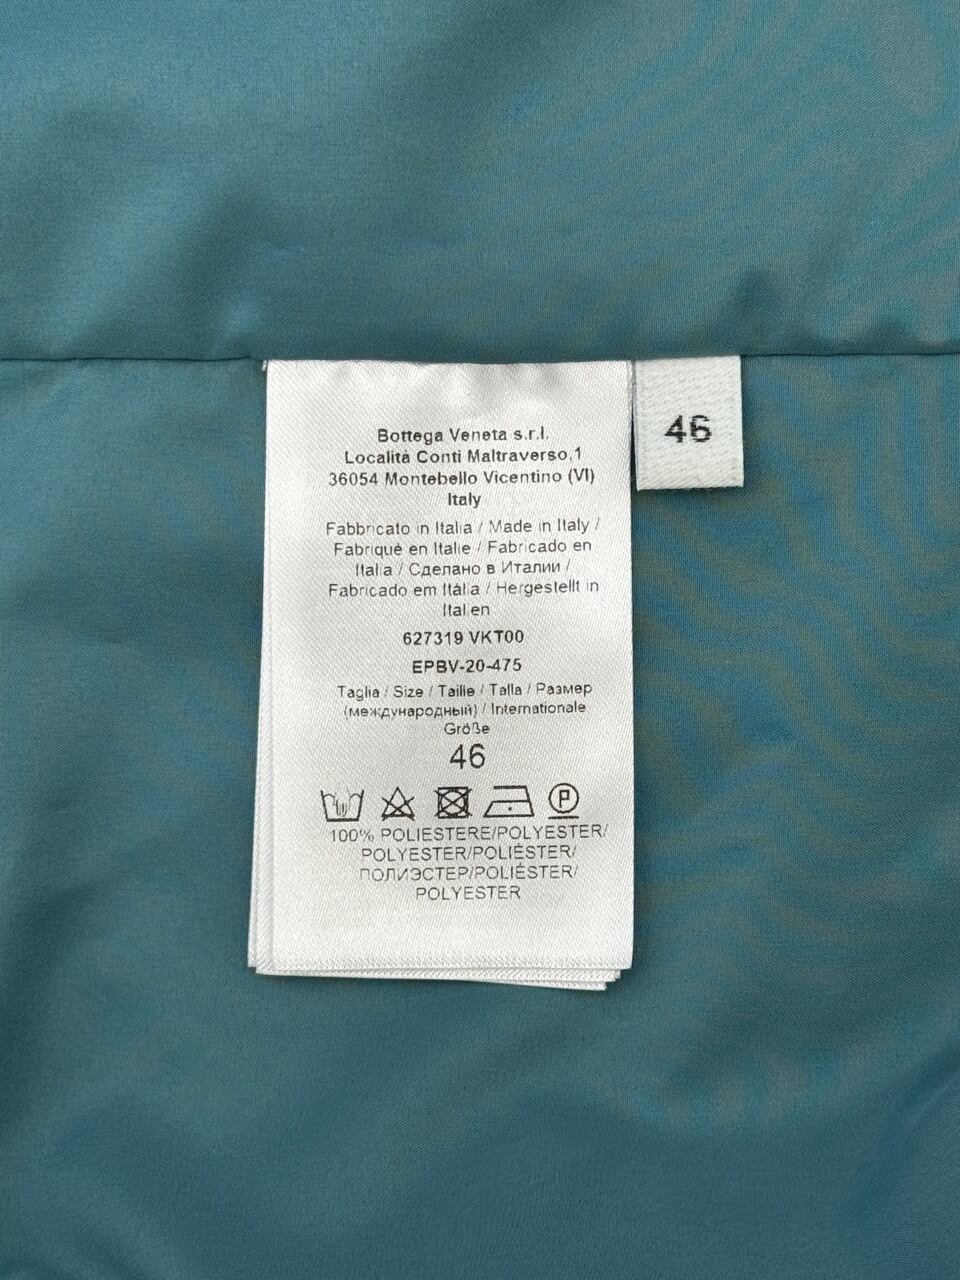 Bottega Veneta s.r.l.
Località Conti Maltraverso,1
36054 Montebello Vicentino (VI)
Italy
Fabbricato in Italia / Made in Italy /
Fabriqué en Italie / Fabricado en
Italia / Сделано в Италии /
Fabricado em Itália / Hergestellt in
Italien
627319 VKT00
EPBV-20-475
Taglia / Size / Taille / Talla / Размер
(международный) / Internationale
Größe
46
P
100% POLIESTERE/POLYESTER/
POLYESTER/POLIÉSTER/
ПОЛИЭСТЕР/POLIÉSTER/
POLYESTER
46